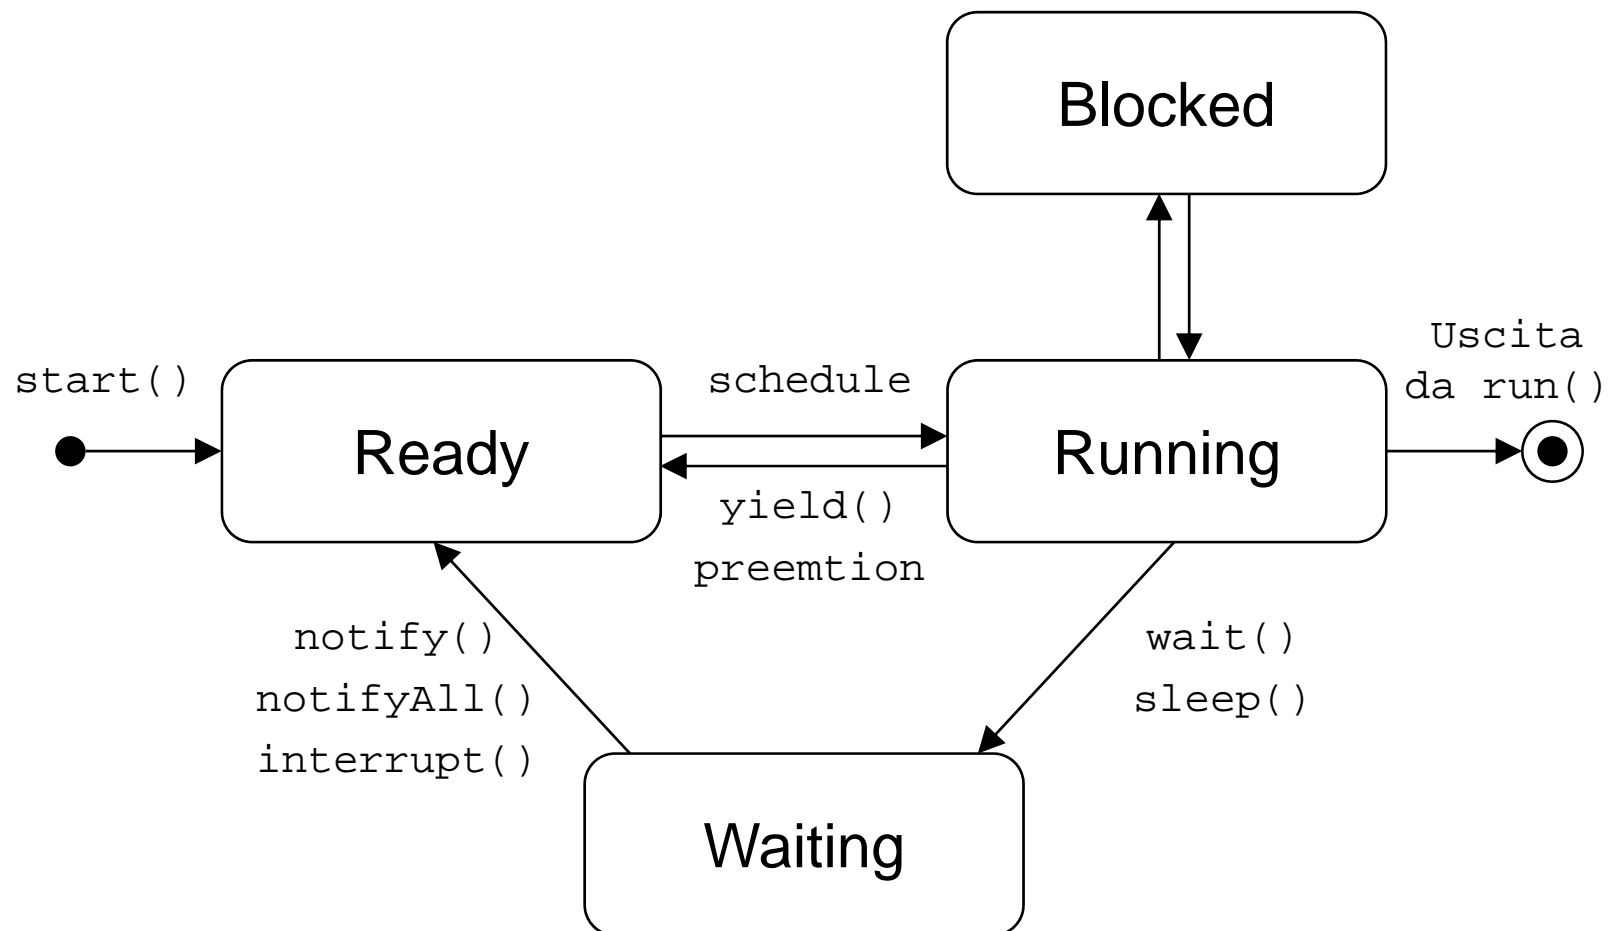 Blocked
Uscita
da run()
start()
schedule
Ready
Running
yield()
preemtion
notify()
notifyAll()
interrupt()
wait()
sleep()
Waiting